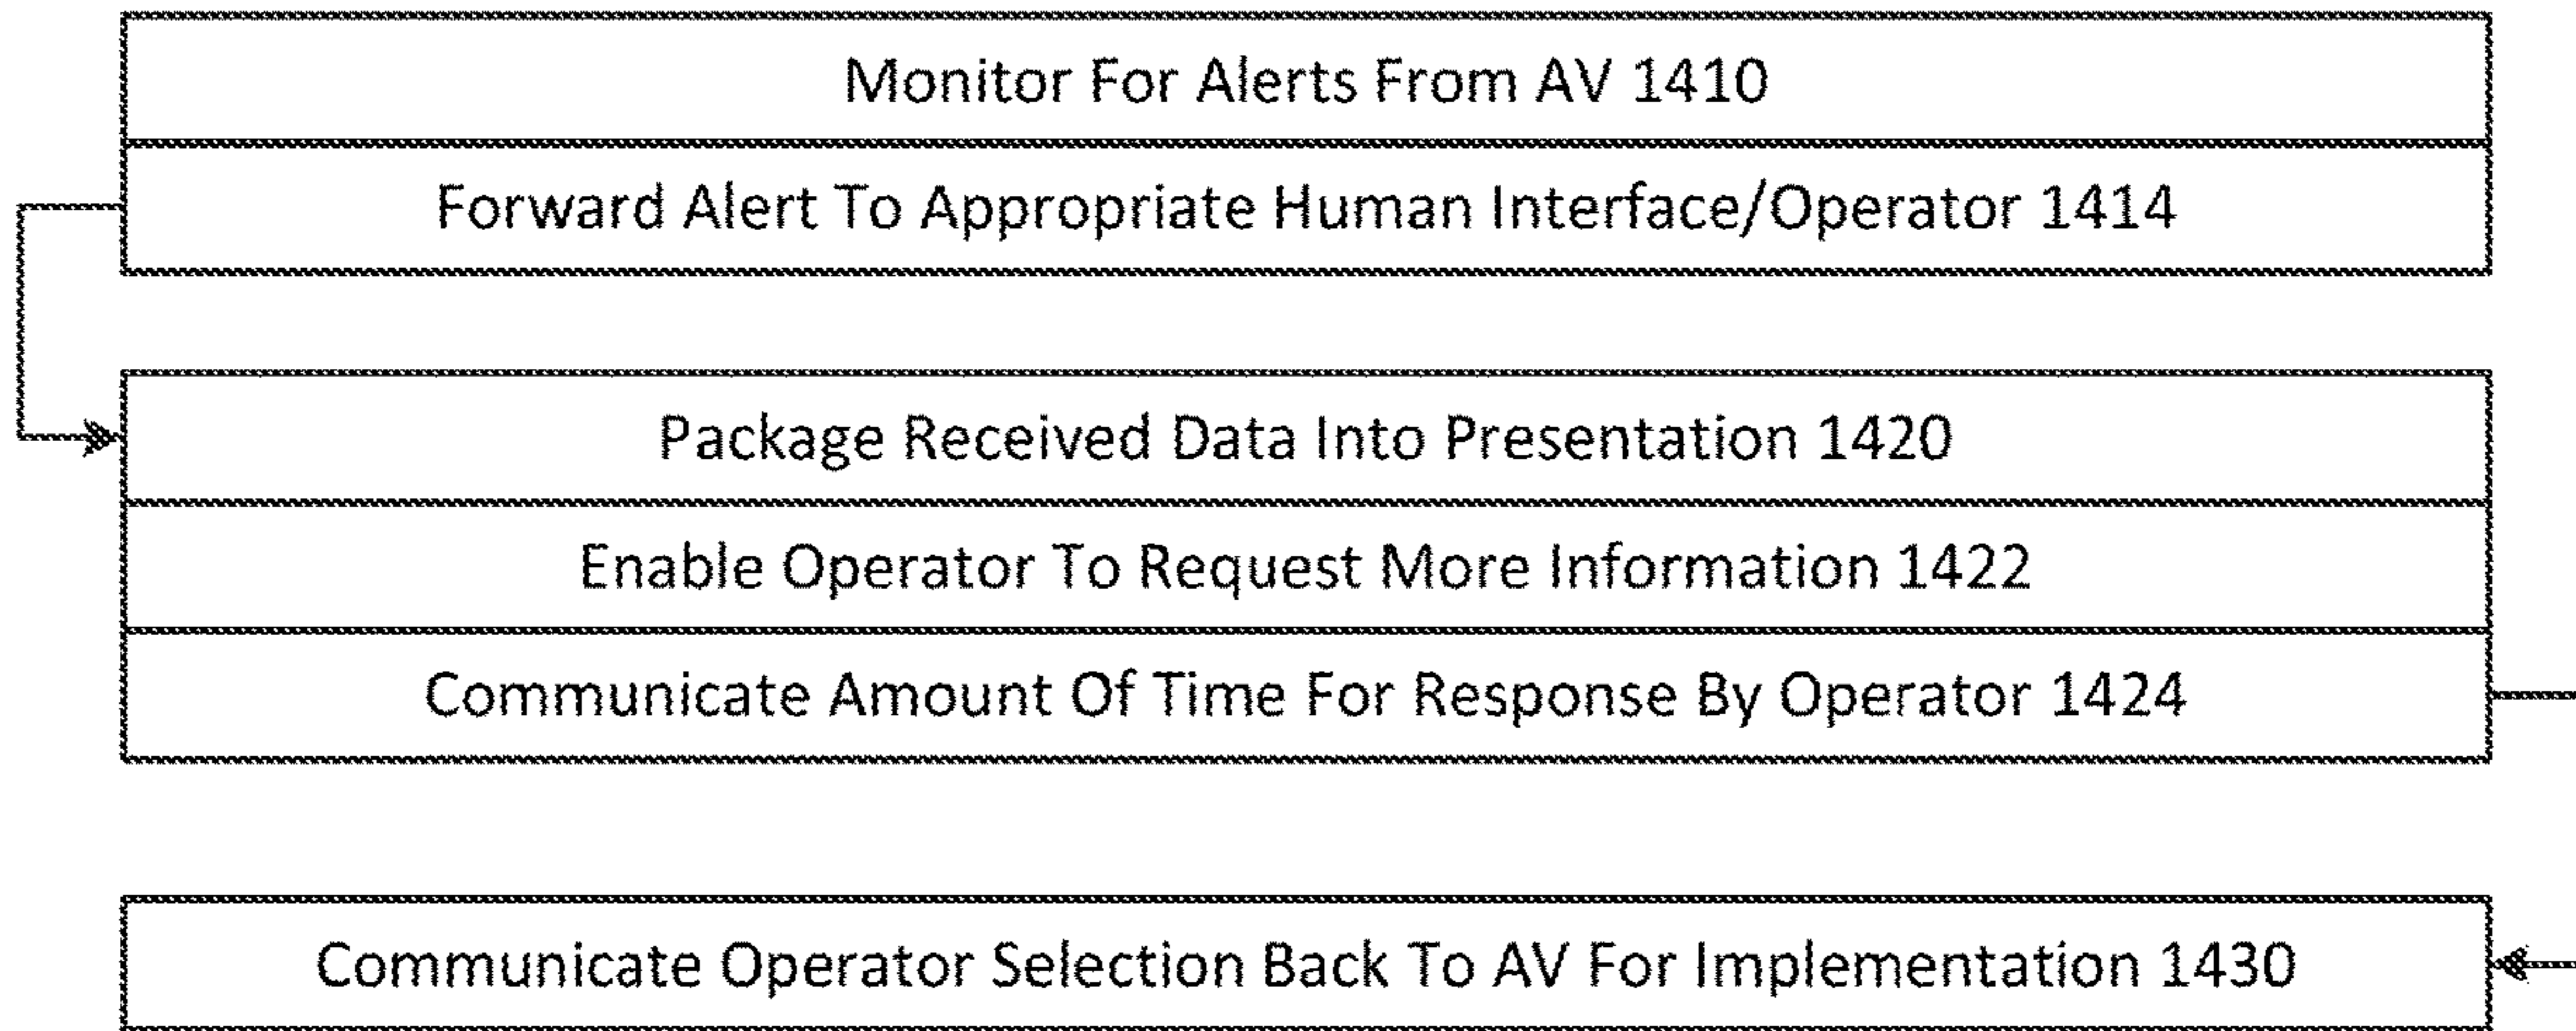 Monitor For Alerts From AV 1410
Forward Alert To Appropriate Human Interface/Operator 1414
Package Received Data Into Presentation 1420
Enable Operator To Request More Information 1422
Communicate Amount Of Time For Response By Operator 1424
Communicate Operator Selection Back To AV For Implementation 1430